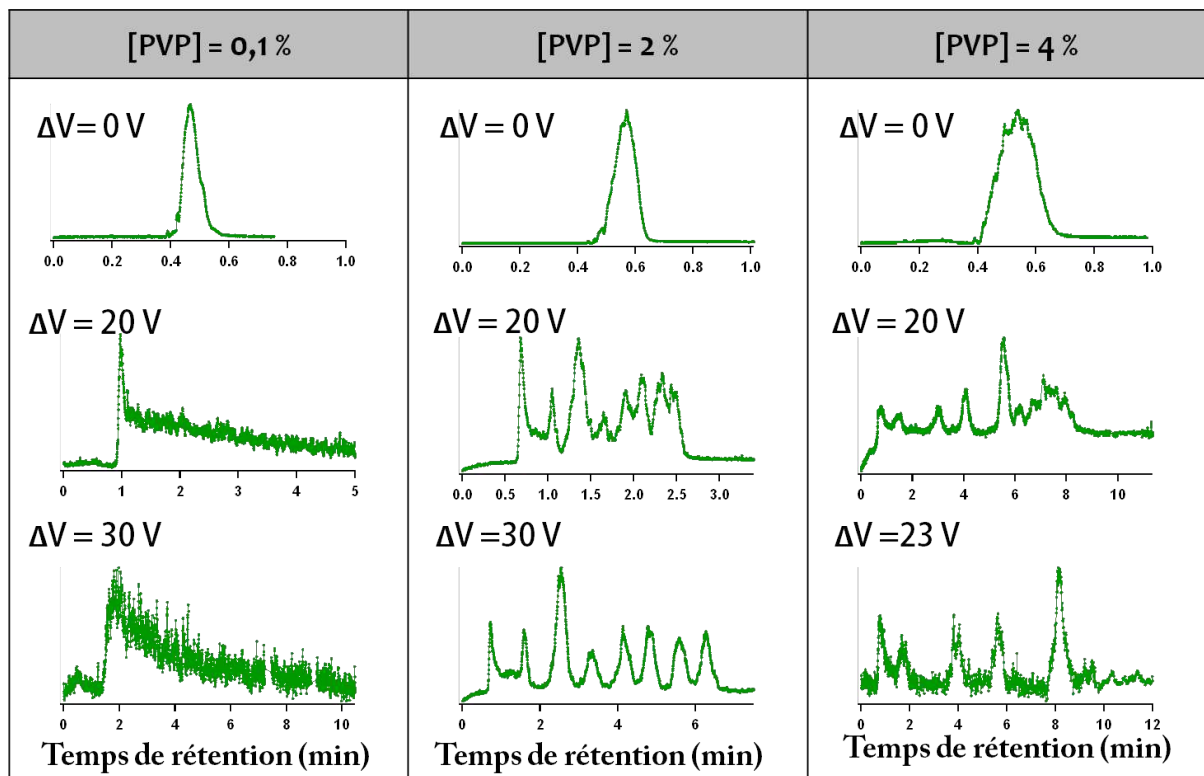 [PVP] = 0,1 %
[PVP] = 2 %
[PVP] = 4 %
ΔV= 0 V
0.0 0.2 0.4 0.6 0.8 1.0
ΔV= 0 V
0.0 0.2 0.4 0.6 0.8 1.0
ΔV= 0 V
0.0 0.2 0.4 0.6 0.8 1.0
ΔV = 20 V
0 1 2 3 4 5
ΔV = 20 V
0.0 0.5 1.0 1.5 2.0 2.5 3.0
ΔV = 20 V
0 2 4 6 8 10
ΔV = 30 V
0 2 4 6 8 10
ΔV =30 V
2 4 6
ΔV =23 V
0 2 4 6 8 10 12
Temps de rétention (min)
Temps de rétention (min)
Temps de rétention (min)